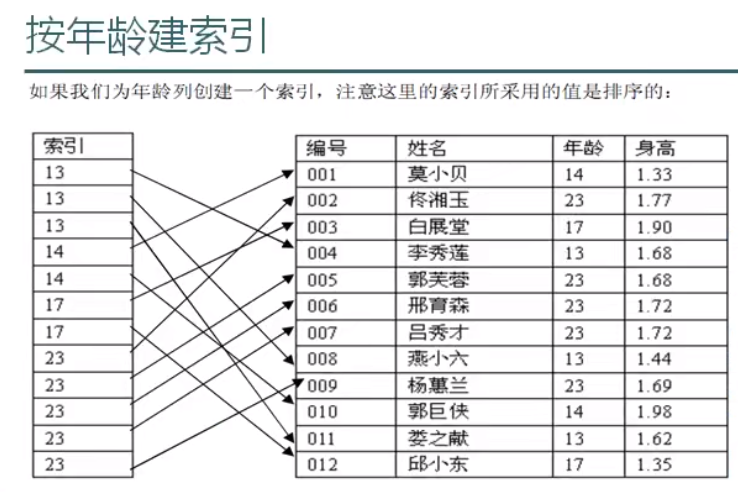 按年龄建索引
如果我们为年龄列创建一个索引，注意这里的索引所采用的值是排序的：
索引
13
13
13
14
14
17
17
23
23
23
23
23
编号 姓名 年龄 身高
001 莫小贝 14 1.33
002 佟湘玉 23 1.77
003 白展堂 17 1.90
004 李秀莲 13 1.68
005 郭芙蓉 23 1.68
006 邢育森 23 1.72
007 吕秀才 23 1.72
008 燕小六 13 1.44
009 杨蕙兰 23 1.69
010 郭巨侠 14 1.98
011 娄之献 13 1.62
012 邱小东 17 1.35